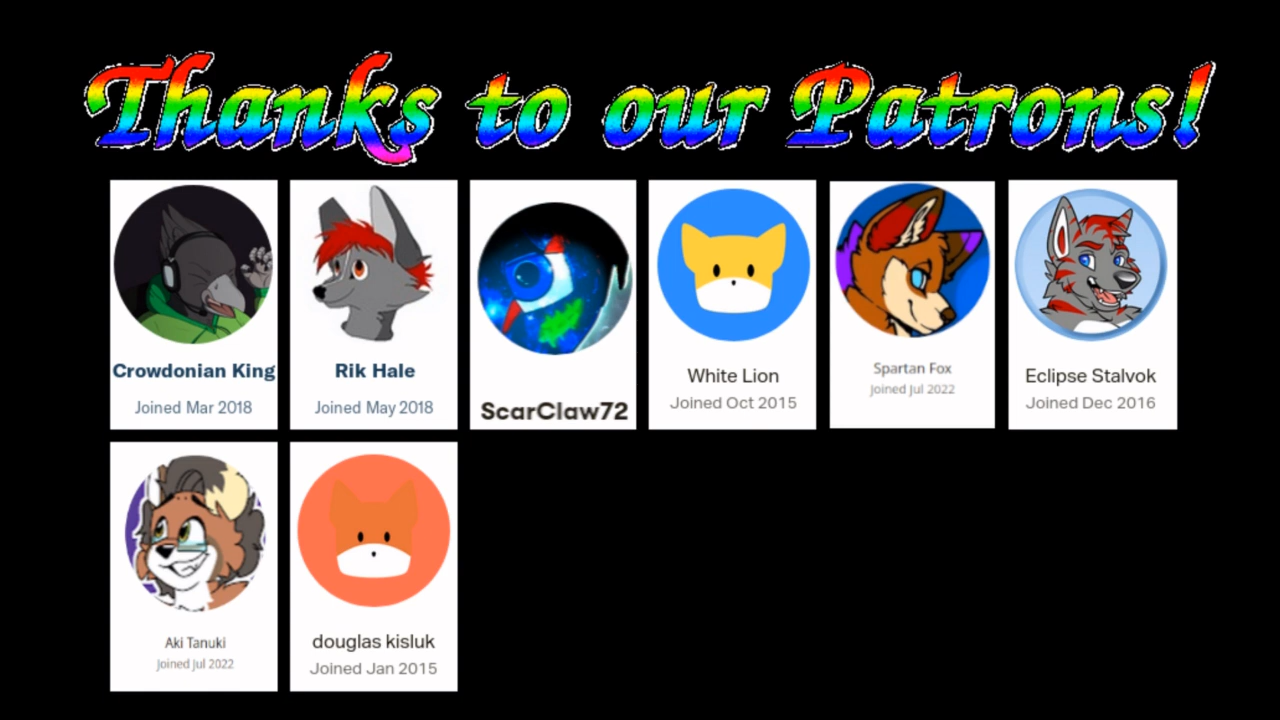 Thanks to our Patrons!
Crowdonian King
Joined Mar 2018
Rik Hale
Joined May 2018
ScarClaw72
White Lion
Joined Oct 2015
Spartan Fox
Joined Jul 2022
Eclipse Stalvok
Joined Dec 2016
Aki Tanuki
Joined Jul 2022
douglas kisluk
Joined Jan 2015